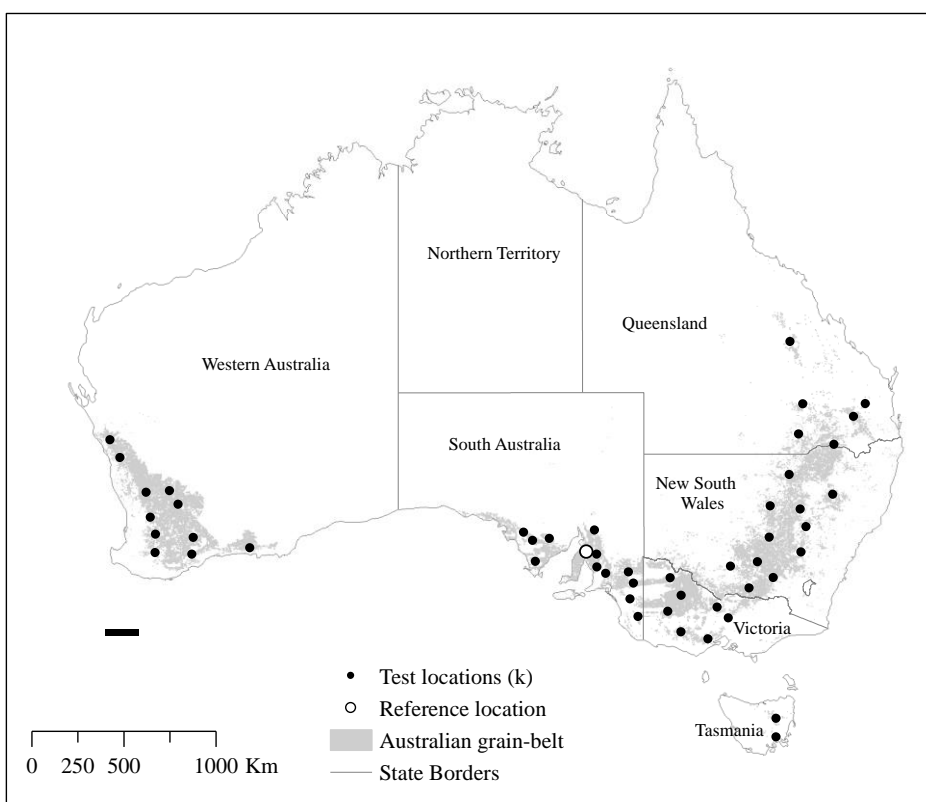 Northern Territory
Queensland
Western Australia
South Australia
New South
Wales
Victoria
Test locations (k)
Reference location
Australian grain-belt
State Borders
Tasmania
0 250 500 1000 Km